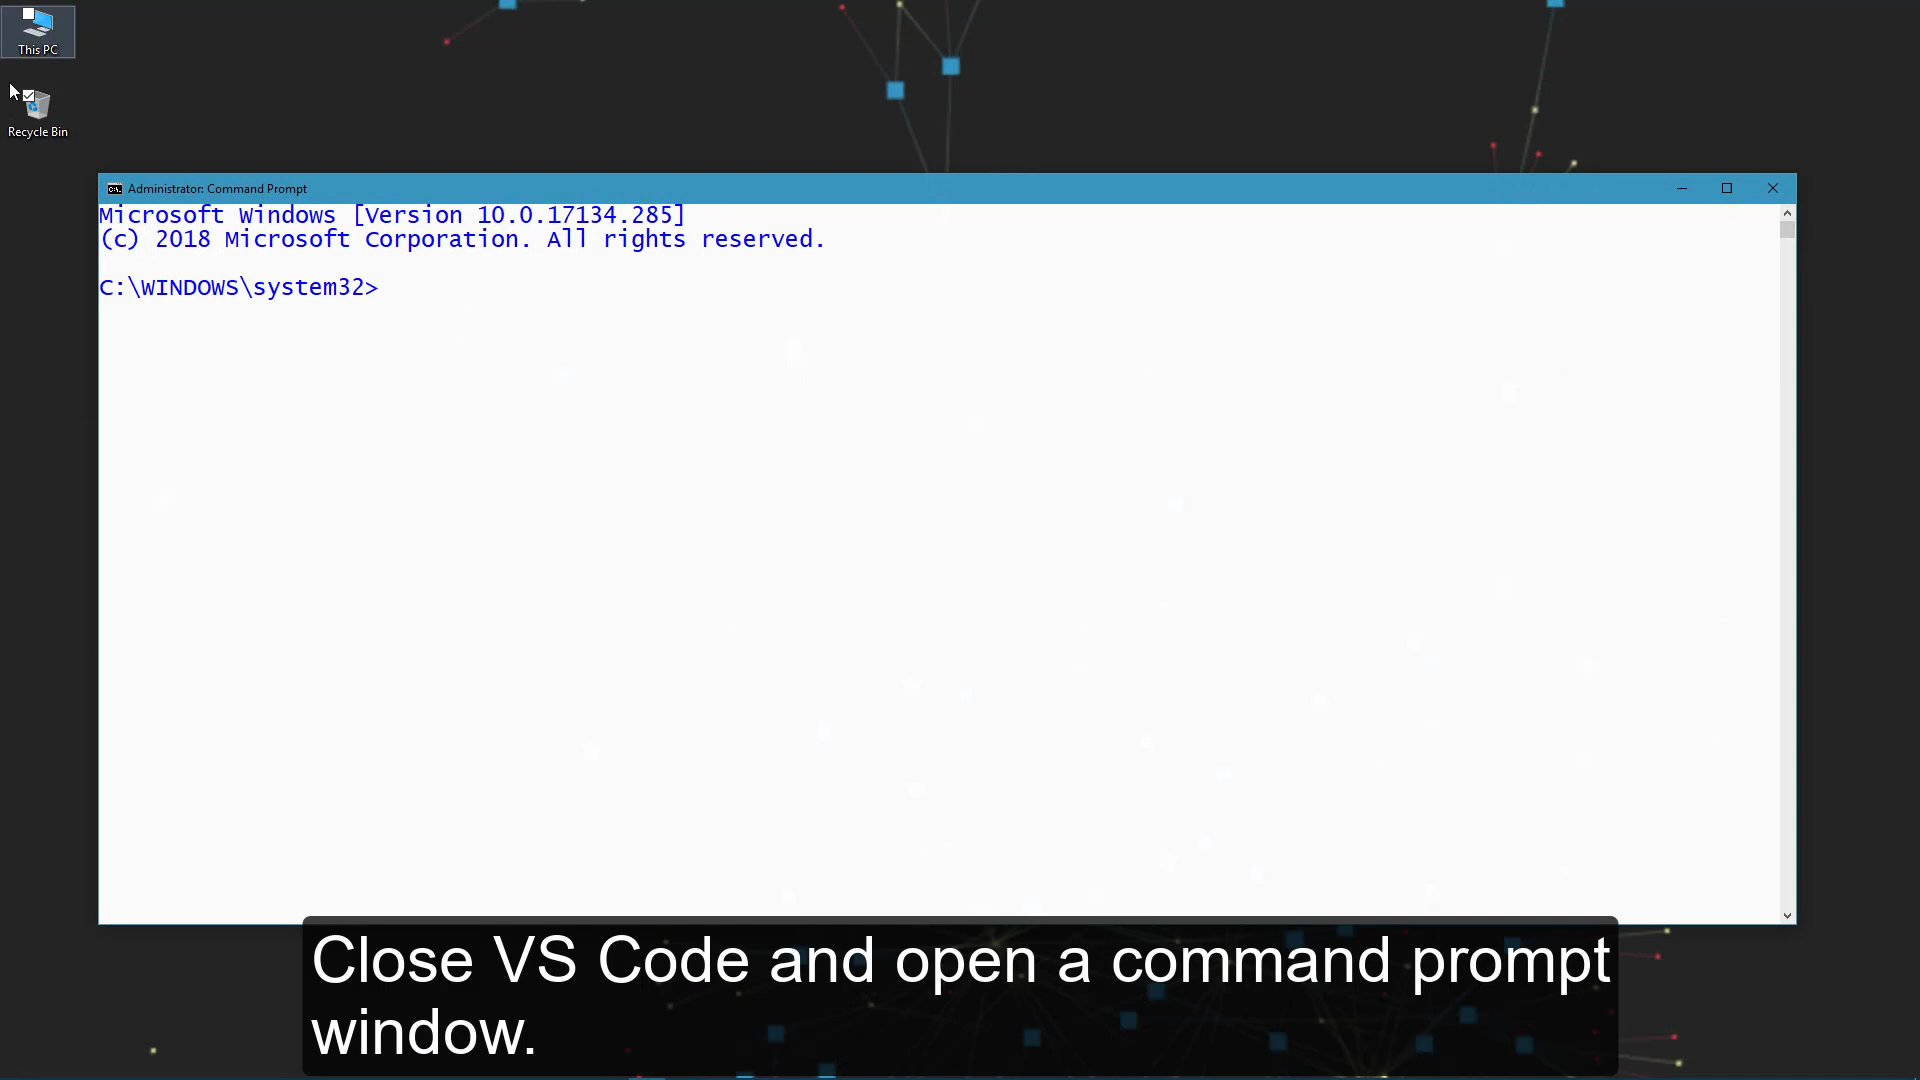 This PC
Recycle Bin
Administrator: Command Prompt
Microsoft Windows [Version 10.0.17134.285]
(c) 2018 Microsoft Corporation. All rights reserved.
C:\WINDOWS\system32>
Close VS Code and open a command prompt
window.